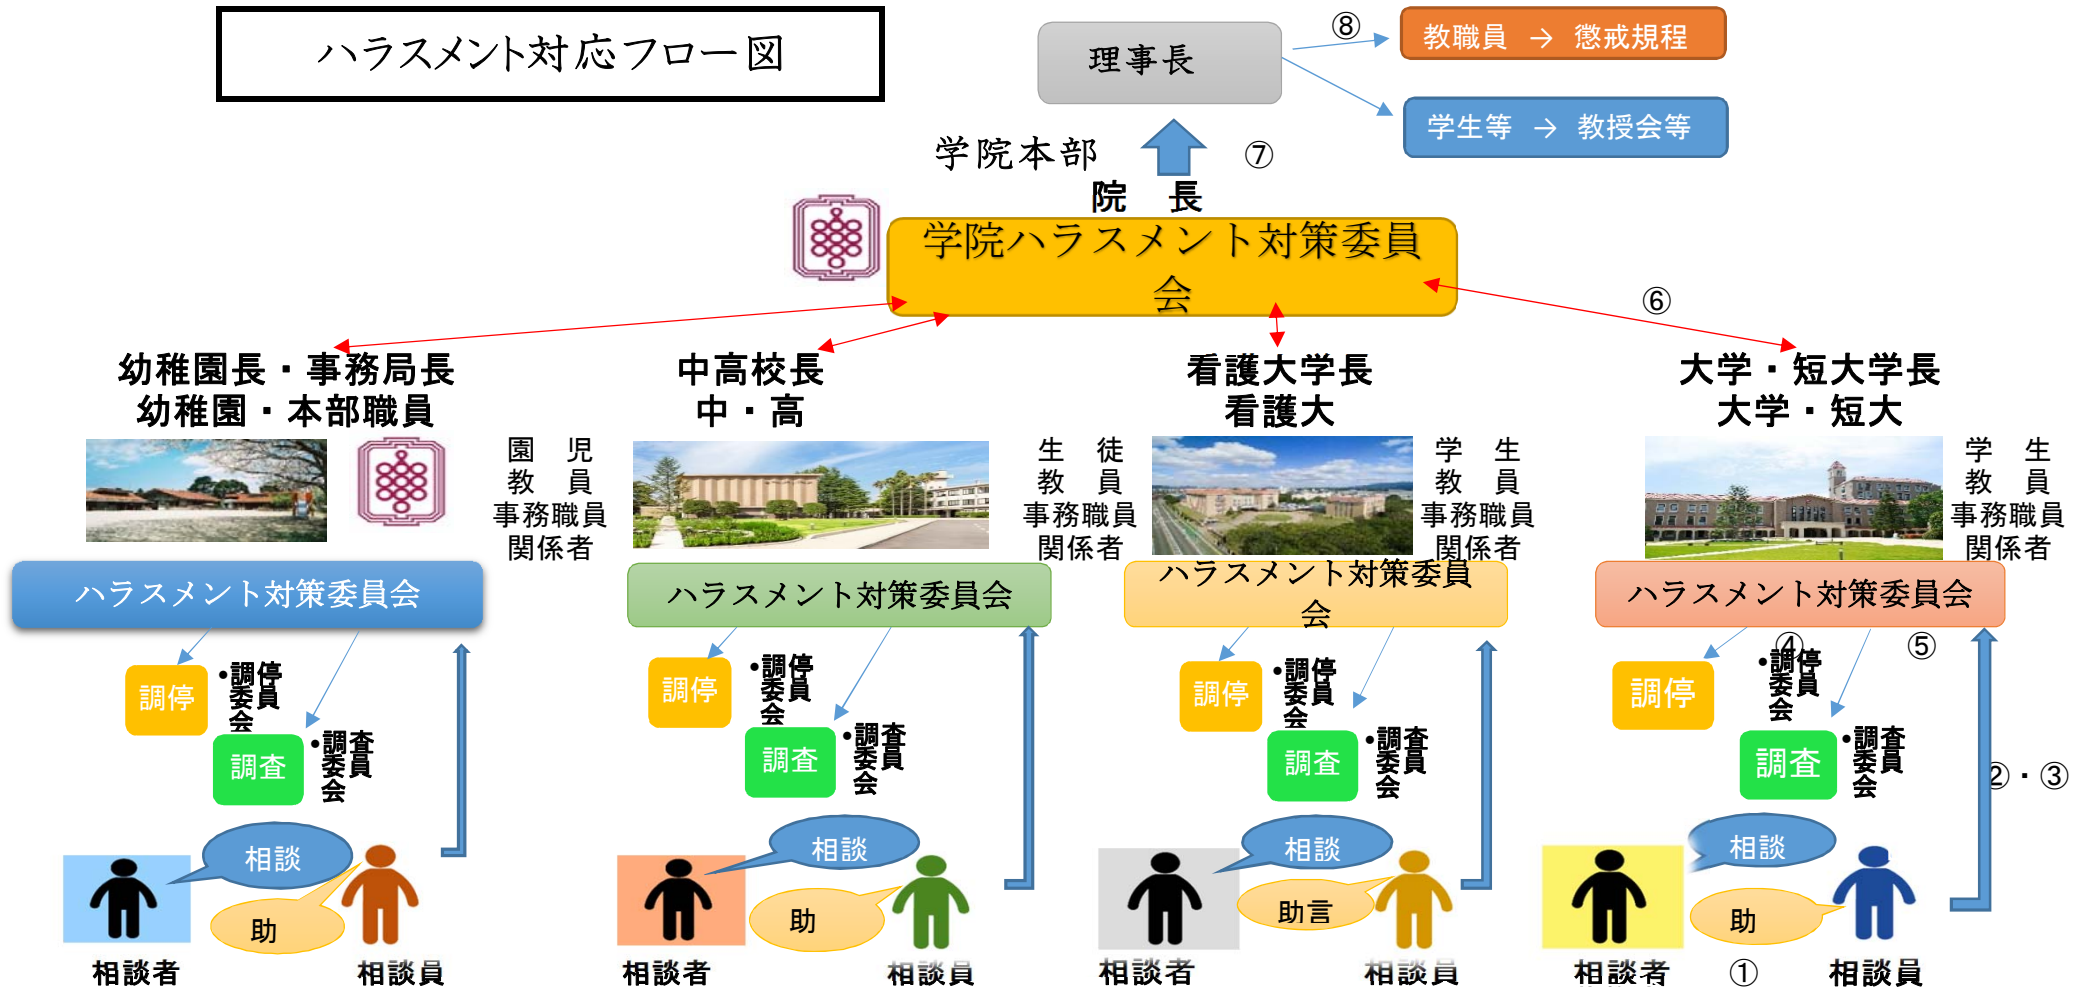 ハラスメント対応フロー図
理事長
⑧
教職員 → 懲戒規程
学生等 → 教授会等
学院本部
⑦
院 長
学院ハラスメント対策委員
会
⑥
幼稚園長・事務局長
幼稚園・本部職員
中高校長
中・高
看護大学長
看護大
大学・短大学長
大学・短大
園 児
教 員
事務職員
関係者
生 徒
教 員
事務職員
関係者
学 生
教 員
事務職員
関係者
学 生
教 員
事務職員
関係者
ハラスメント対策委員会
ハラスメント対策委員会
ハラスメント対策委員
会
ハラスメント対策委員会
調停
•調停
委員
会
調査
•調査
委員
会
調停
•調停
委員
会
調査
•調査
委員
会
調停
•調停
委員
会
調査
•調査
委員
会
④
⑤
調停
•調停
委員
会
調査
•調査
委員
会
②・③
相談
助
相談者
相談員
相談
助
相談者
相談員
相談
助言
相談者
相談員
相談
助
相談者
①
相談員